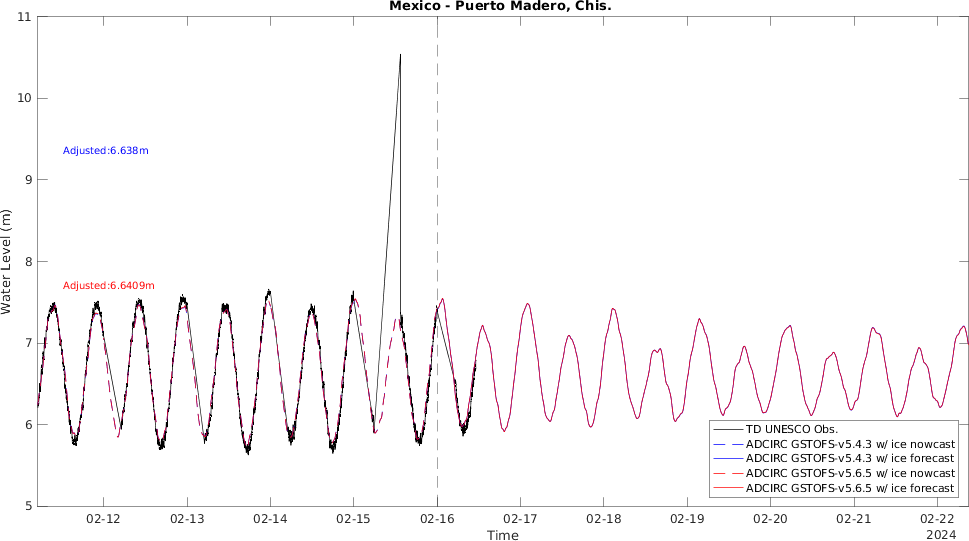 Mexico - Puerto Madero, Chis.
11
10
9
8
7
6
5
Water Level (m)
Adjusted:6.638m
Adjusted:6.6409m
TD UNESCO Obs.
ADCIRC GSTOFS-v5.4.3 w/ ice nowcast
ADCIRC GSTOFS-v5.4.3 w/ ice forecast
ADCIRC GSTOFS-v5.6.5 w/ ice nowcast
ADCIRC GSTOFS-v5.6.5 w/ ice forecast
02-12 02-13 02-14 02-15 02-16 02-17 02-18 02-19 02-20 02-21 02-22
Time
2024